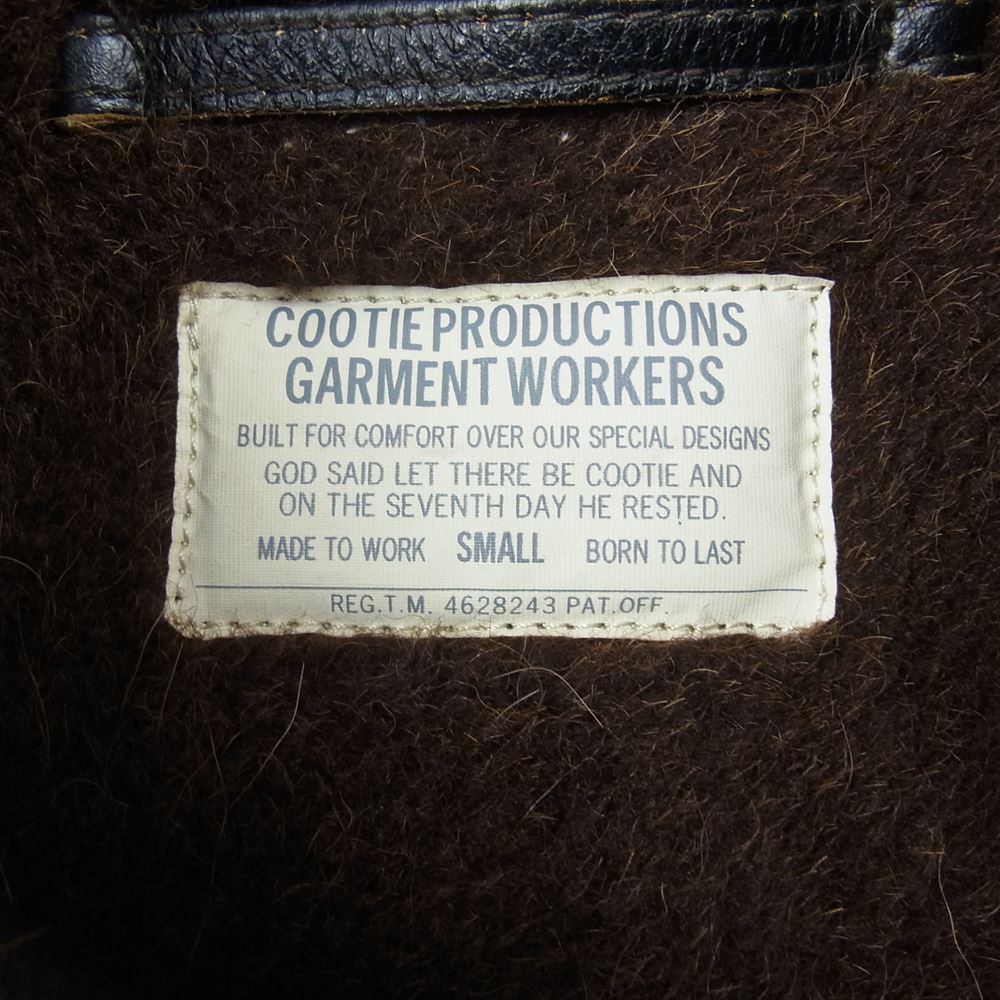 COOTIE PRODUCTIONS
GARMENT WORKERS
BUILT FOR COMFORT OVER OUR SPECIAL DESIGNS
GOD SAID LET THERE BE COOTIE AND
ON THE SEVENTH DAY HE RESTED.
MADE TO WORK SMALL BORN TO LAST
REG.T.M. 4628243 PAT.OFF.